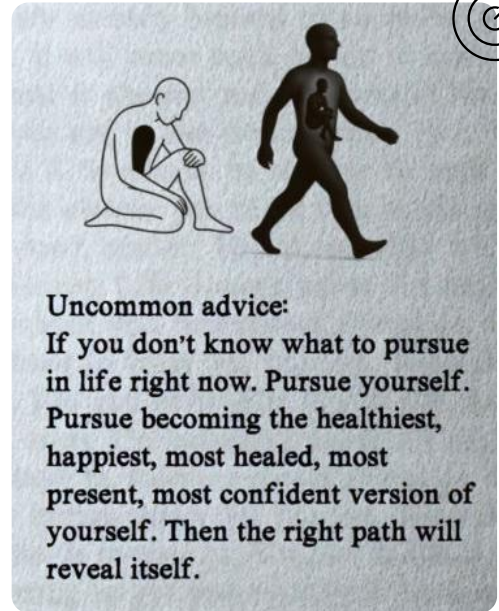 Uncommon advice:
If you don't know what to pursue
in life right now. Pursue yourself.
Pursue becoming the healthiest,
happiest, most healed, most
present, most confident version of
yourself. Then the right path will
reveal itself.